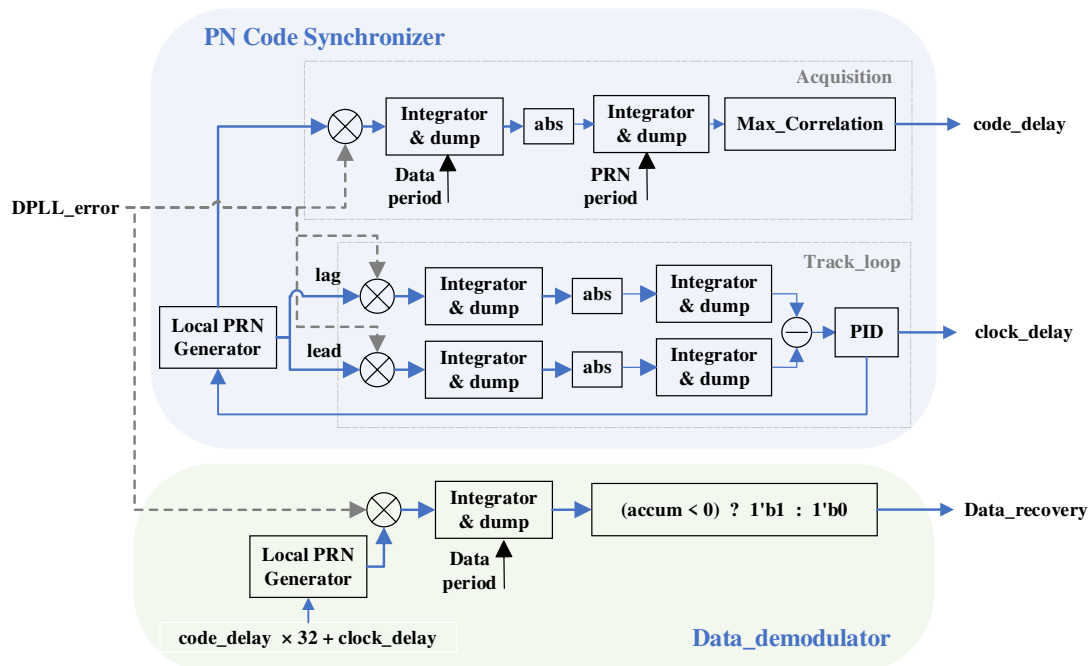 PN Code Synchronizer
Acquisition
Integrator
& dump
abs
Integrator
& dump
Max_Correlation
code_delay
Data
period
PRN
period
DPLL_error
Track_loop
lag
Integrator
& dump
abs
Integrator
& dump
Local PRN
Generator
PID
clock_delay
lead
Integrator
& dump
abs
Integrator
& dump
Integrator
& dump
(accum < 0) ? 1'b1 : 1'b0
Data_recovery
Local PRN
Generator
Data
period
code_delay × 32 + clock_delay
Data_demodulator